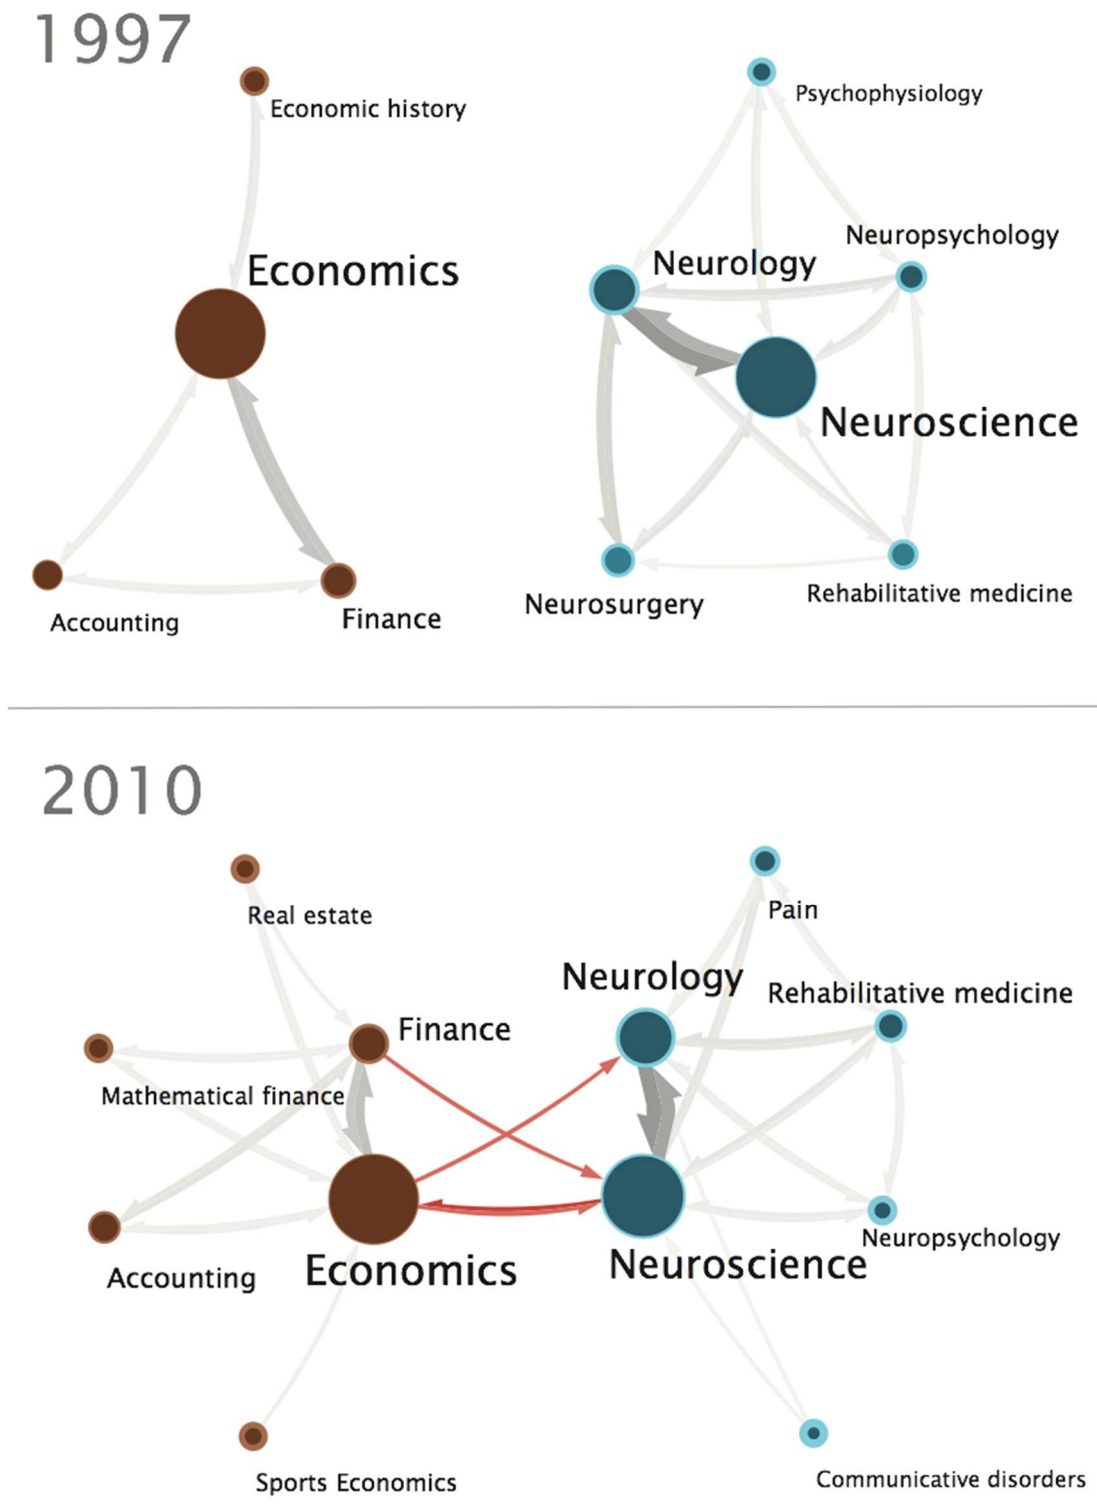 1997
Economic history
Psychophysiology
Neuropsychology
Economics
Neurology
Neuroscience
Accounting
Finance
Neurosurgery
Rehabilitative medicine
2010
Real estate
Pain
Neurology
Rehabilitative medicine
Finance
Mathematical finance
Accounting
Economics
Neuroscience
Neuropsychology
Sports Economics
Communicative disorders